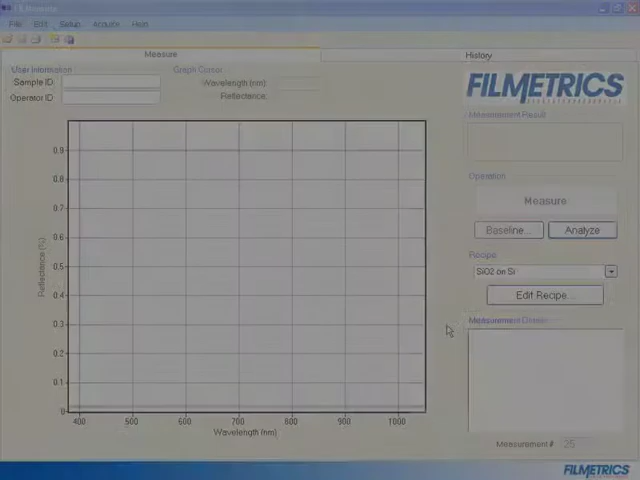 FILMeasure
File Edit Setup Acquire Help
Measure
History
User Information
Graph Cursor
Sample ID:
Wavelength (nm):
Operator ID:
Reflectance:
FILMETRICS
Measurement Result
Operation
Measure
Baseline...
Analyze
Recipe
SiO2 on Si
Edit Recipe...
Measurement Details
Measurement # 25
Reflectance (%)
0.9
0.8
0.7
0.6
0.5
0.4
0.3
0.2
0.1
0
400 500 600 700 800 900 1000
Wavelength (nm)
FILMETRICS